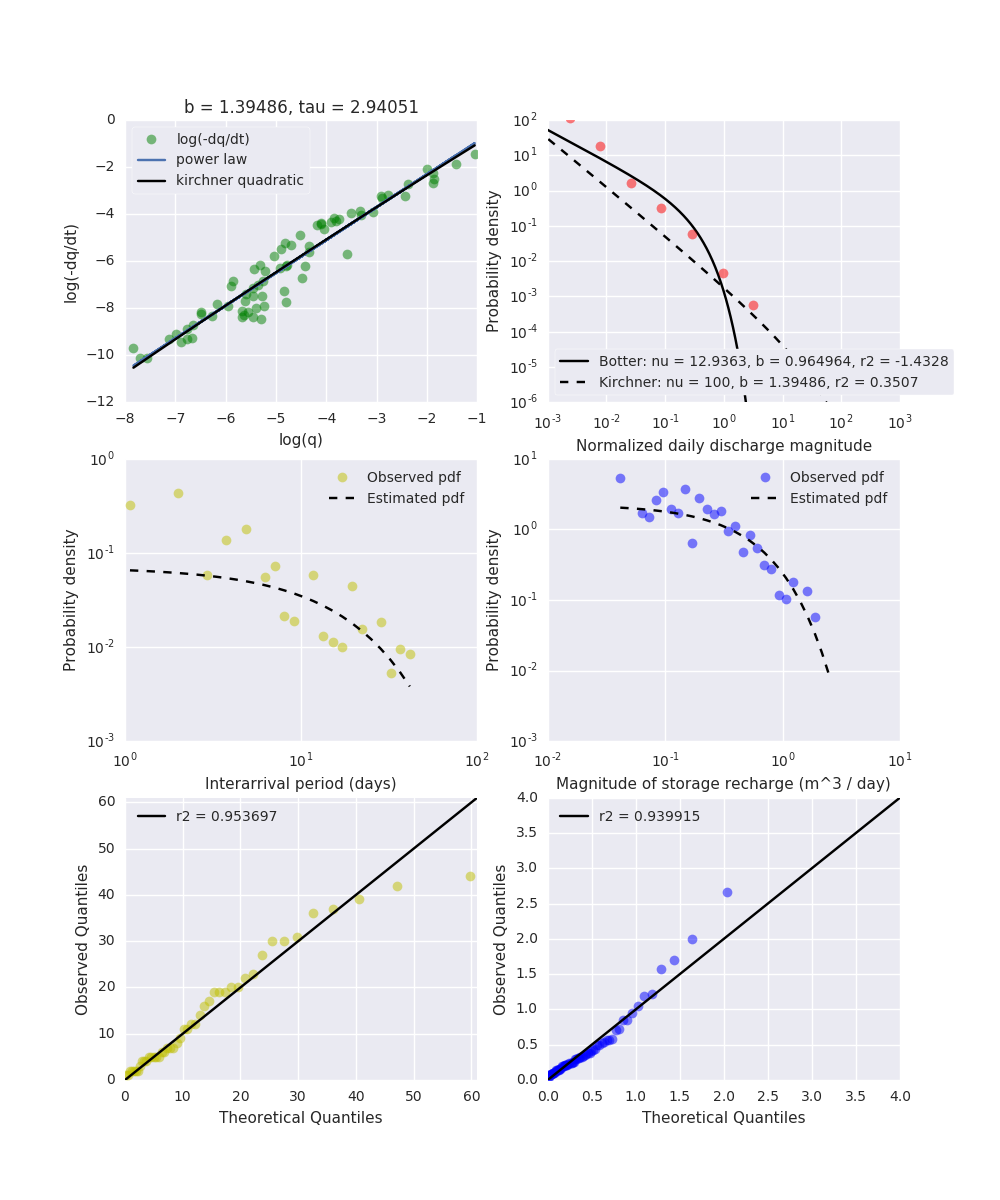 b = 1.39486, tau = 2.94051
0
−2
−4
−6
−8
−10
−12
log(-dq/dt)
log(-dq/dt)
power law
kirchner quadratic
−8 −7 −6 −5 −4 −3 −2 −1
log(q)
10^2
10^1
10^0
10^-1
10^-2
10^-3
10^-4
10^-5
10^-6
Probability density
Botter: nu = 12.9363, b = 0.964964, r2 = -1.4328
Kirchner: nu = 100, b = 1.39486, r2 = 0.3507
10^-3 10^-2 10^-1 10^0 10^1 10^2 10^3
Normalized daily discharge magnitude
10^0
10^-1
10^-2
10^-3
Probability density
Observed pdf
Estimated pdf
10^0 10^1 10^2
Interarrival period (days)
10^1
10^0
10^-1
10^-2
10^-3
Probability density
Observed pdf
Estimated pdf
10^-2 10^-1 10^0 10^1
Magnitude of storage recharge (m^3 / day)
60
50
40
30
20
10
0
Observed Quantiles
r2 = 0.953697
0 10 20 30 40 50 60
Theoretical Quantiles
4.0
3.5
3.0
2.5
2.0
1.5
1.0
0.5
0.0
Observed Quantiles
r2 = 0.939915
0.0 0.5 1.0 1.5 2.0 2.5 3.0 3.5 4.0
Theoretical Quantiles